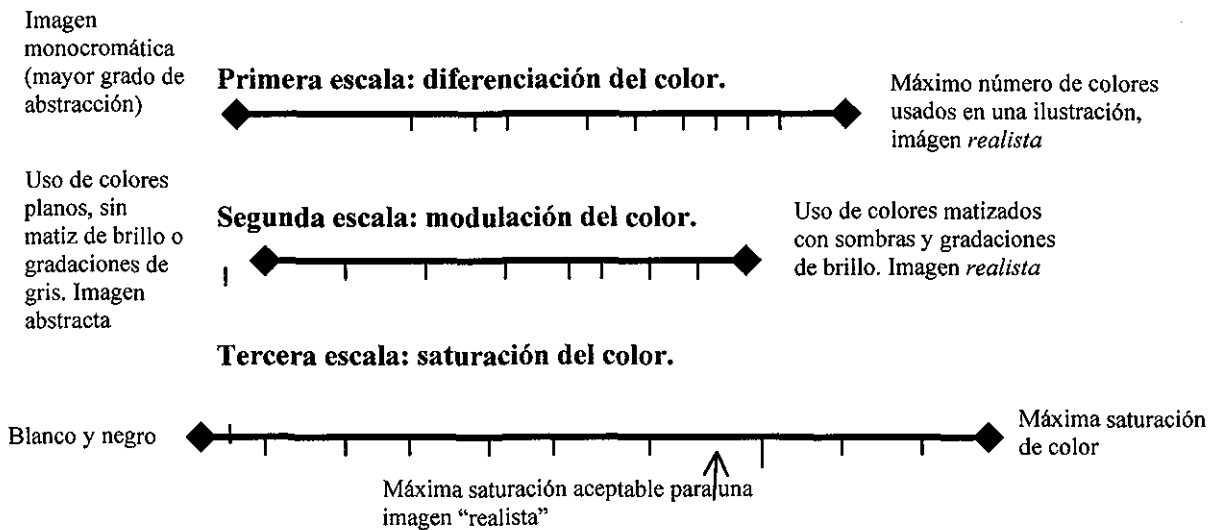 Imagen
monocromática
(mayor grado de
abstracción)
Primera escala: diferenciación del color.
Máximo número de colores
usados en una ilustración,
imágen realista
Uso de colores
planos, sin
matiz de brillo o
gradaciones de
gris. Imagen
abstracta
Segunda escala: modulación del color.
Uso de colores matizados
con sombras y gradaciones
de brillo. Imagen realista
Tercera escala: saturación del color.
Blanco y negro
Máxima saturación
de color
Máxima saturación aceptable para una
imagen “realista”